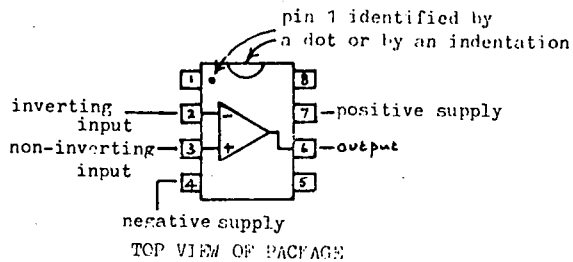 pin 1 identified by
a dot or by an indentation
1
8
inverting
input
2
-
7
positive supply
non-inverting
input
3
+
6
output
4
5
negative supply
TOP VIEW OF PACKAGE